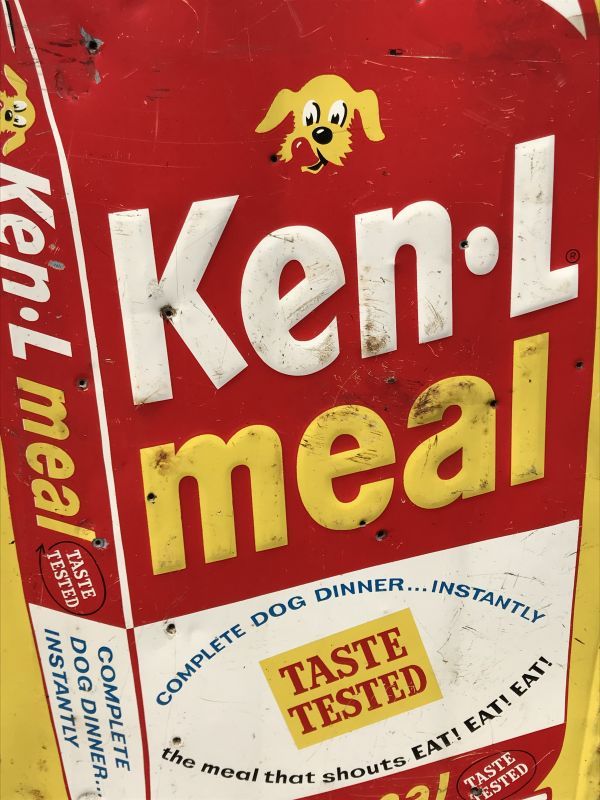 Ken·L
®
meal
COMPLETE DOG DINNER...INSTANTLY
TASTE
TESTED
the meal that shouts EAT! EAT! EAT!
Ken·L meal
TASTE
TESTED
COMPLETE
DOG DINNER...
INSTANTLY
TASTE
TESTED